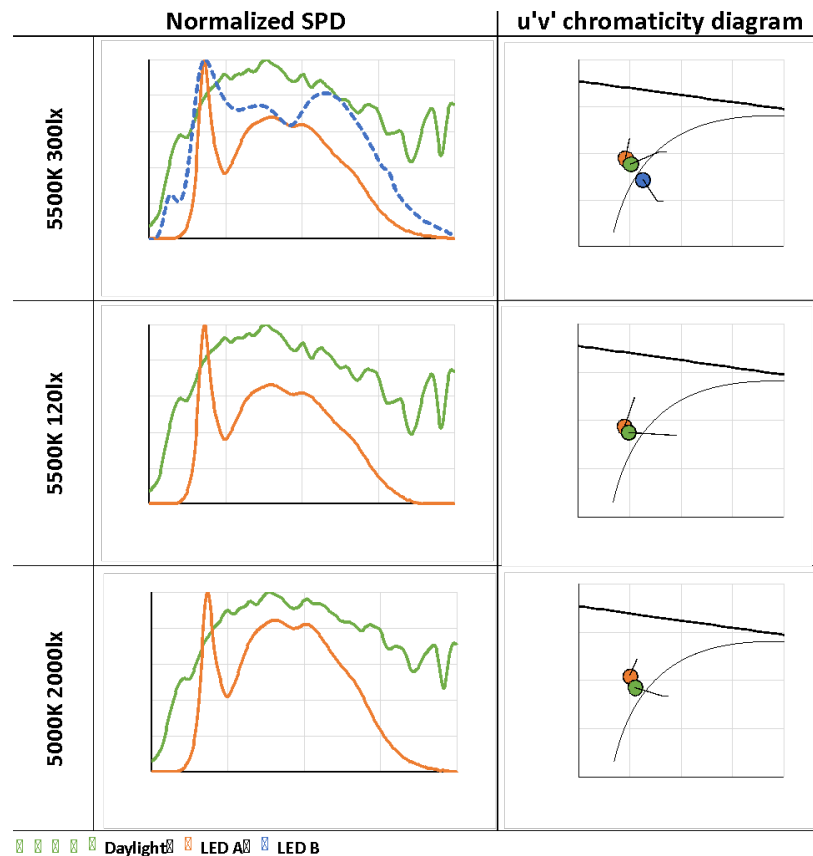 Normalized SPD
u'v' chromaticity diagram
5500K 300lx
5500K 120lx
5000K 2000lx
Daylight LED A LED B